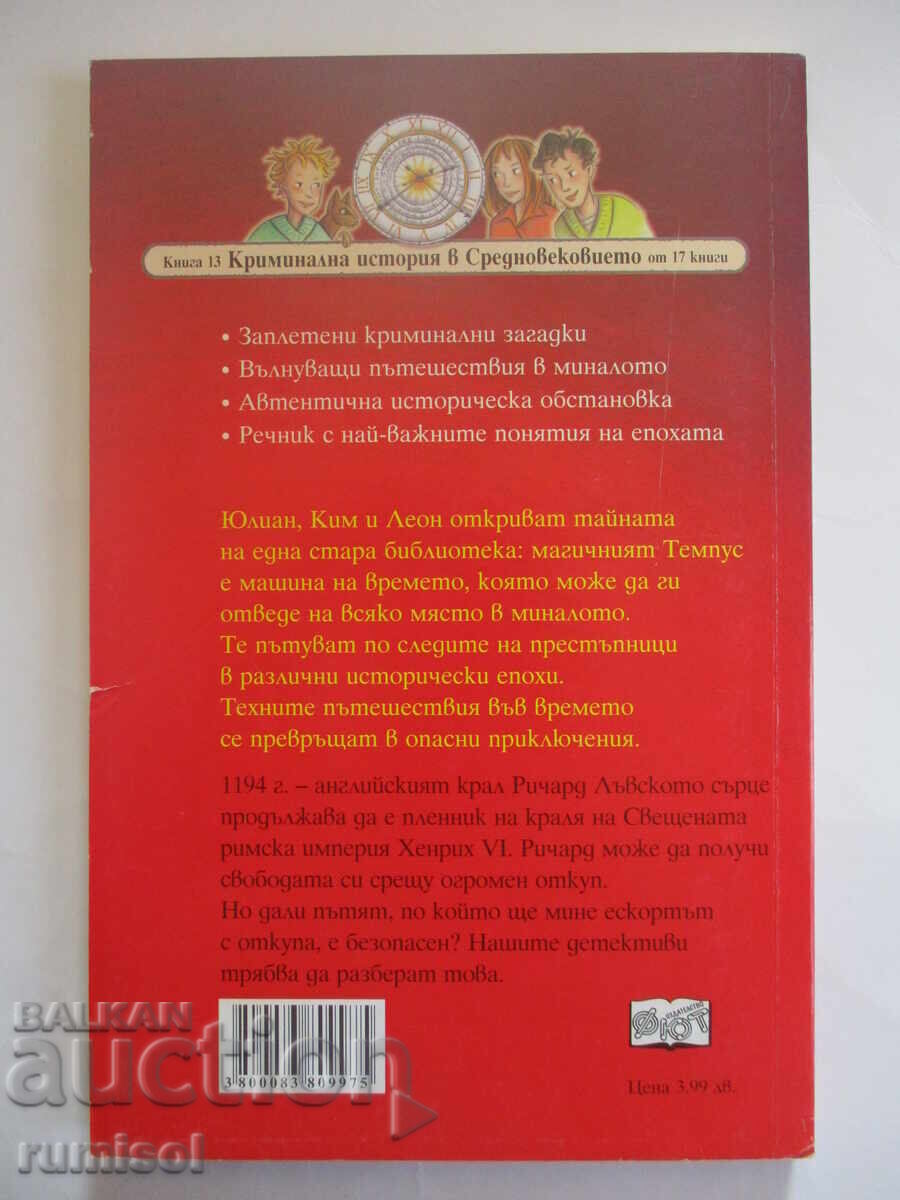 XI XII I
Книга 13 Криминална история в Средновековието от 17 книги
• Заплетени криминални загадки
• Вълнуващи пътешествия в миналото
• Автентична историческа обстановка
• Речник с най-важните понятия на епохата
Юлиан, Ким и Леон откриват тайната
на една стара библиотека: магичният Темпус
е машина на времето, която може да ги
отведе на всяко място в миналото.
Те пътуват по следите на престъпници
в различни исторически епохи.
Техните пътешествия във времето
се превръщат в опасни приключения.
1194 г. – английският крал Ричард Лъвското сърце
продължава да е пленник на краля на Свещената
римска империя Хенрих VI. Ричард може да получи
свободата си срещу огромен откуп.
Но дали пътят, по който ще мине ескортът
с откупа, е безопасен? Нашите детективи
трябва да разберат това.
3800083809975
издателство
ФЮТ
Цена 3.99 лв.
BALKAN
auction
rumisol